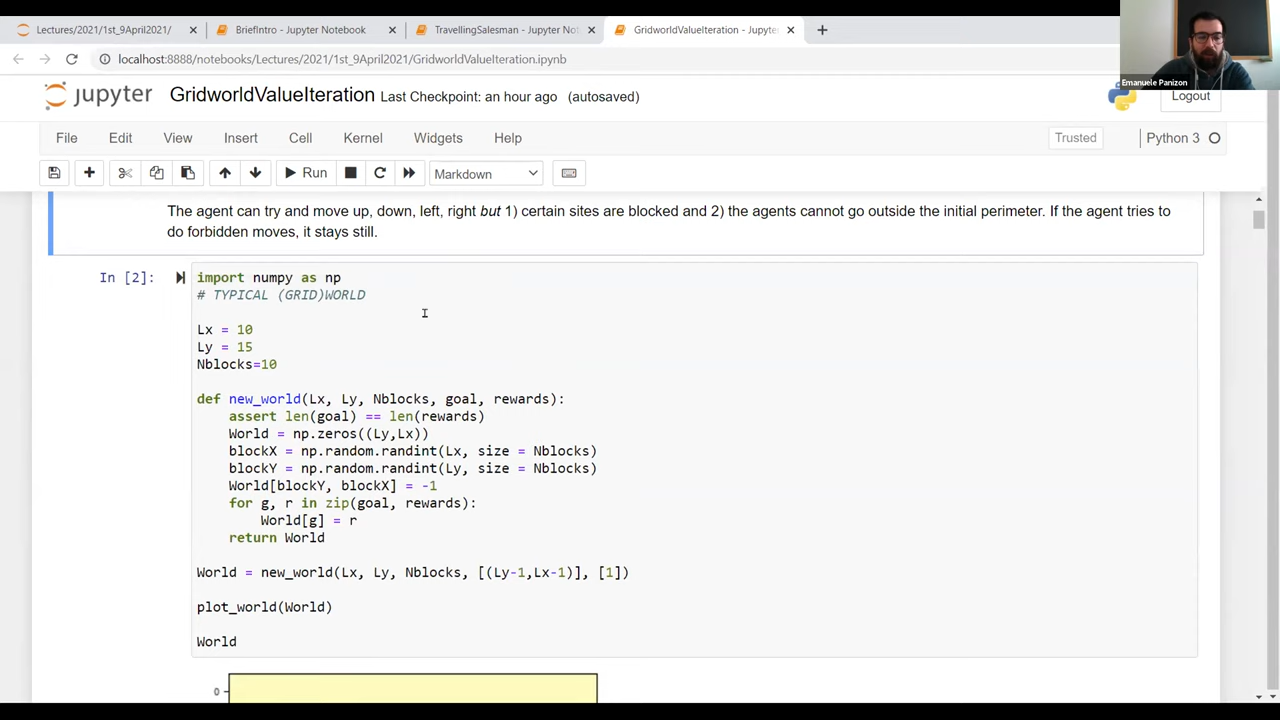 Lectures/2021/1st_9April2021/
BriefIntro - Jupyter Notebook
TravellingSalesman - Jupyter Not
GridworldValueIteration - Jupyte
localhost:8888/notebooks/Lectures/2021/1st_9April2021/GridworldValueIteration.ipynb
Emanuele Panizon
jupyter GridworldValueIteration Last Checkpoint: an hour ago (autosaved)
Logout
File Edit View Insert Cell Kernel Widgets Help
Trusted
Python 3
Run
Markdown
The agent can try and move up, down, left, right but 1) certain sites are blocked and 2) the agents cannot go outside the initial perimeter. If the agent tries to
do forbidden moves, it stays still.
In [2]:
import numpy as np
# TYPICAL (GRID)WORLD
Lx = 10
Ly = 15
Nblocks=10
def new_world(Lx, Ly, Nblocks, goal, rewards):
assert len(goal) == len(rewards)
World = np.zeros((Ly,Lx))
blockX = np.random.randint(Lx, size = Nblocks)
blockY = np.random.randint(Ly, size = Nblocks)
World[blockY, blockX] = -1
for g, r in zip(goal, rewards):
World[g] = r
return World
World = new_world(Lx, Ly, Nblocks, [(Ly-1,Lx-1)], [1])
plot_world(World)
World
0